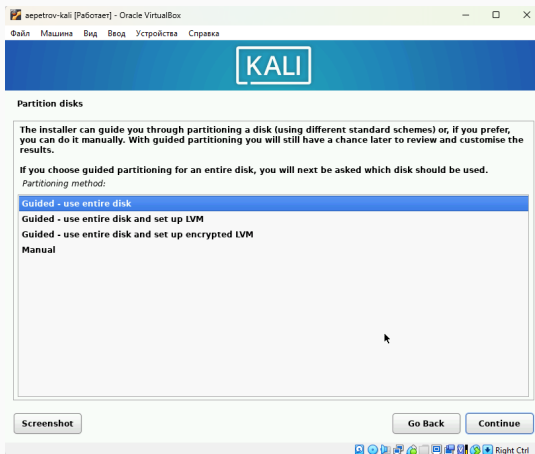 aepetrov-kali [Работает] - Oracle VirtualBox
Файл Машина Вид Ввод Устройства Справка
KALI
Partition disks
The installer can guide you through partitioning a disk (using different standard schemes) or, if you prefer,
you can do it manually. With guided partitioning you will still have a chance later to review and customise the
results.
If you choose guided partitioning for an entire disk, you will next be asked which disk should be used.
Partitioning method:
Guided - use entire disk
Guided - use entire disk and set up LVM
Guided - use entire disk and set up encrypted LVM
Manual
Screenshot
Go Back
Continue
Right Ctrl